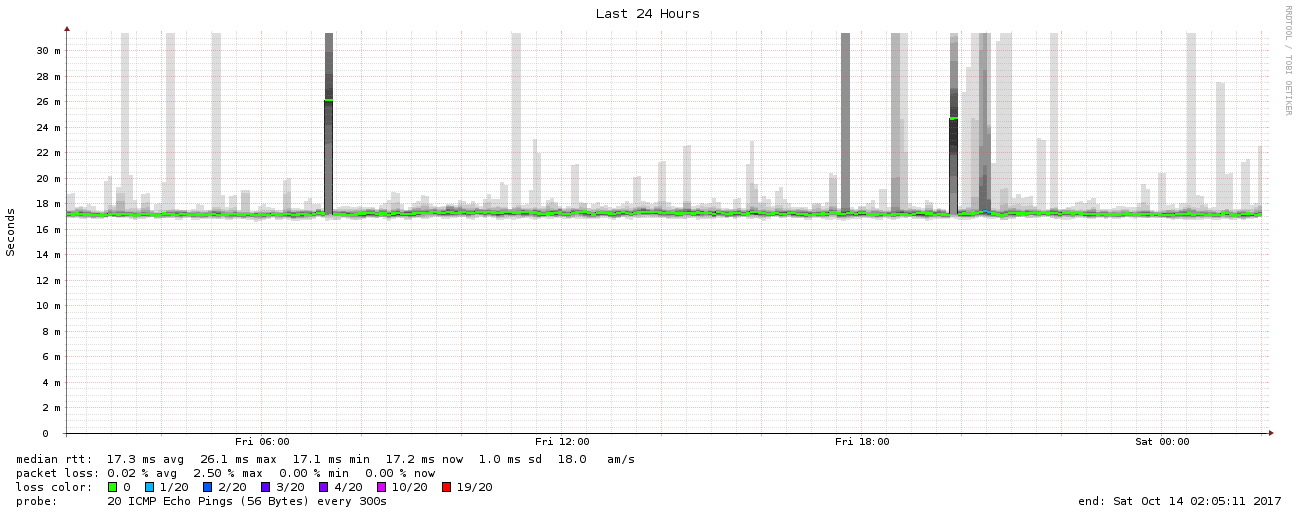 Last 24 Hours
RRDTOOL / TOBI OETIKER
Seconds
30 m
28 m
26 m
24 m
22 m
20 m
18 m
16 m
14 m
12 m
10 m
8 m
6 m
4 m
2 m
0
Fri 06:00 Fri 12:00 Fri 18:00 Sat 00:00
median rtt: 17.3 ms avg 26.1 ms max 17.1 ms min 17.2 ms now 1.0 ms sd 18.0 am/s
packet loss: 0.02 % avg 2.50 % max 0.00 % min 0.00 % now
loss color: 0 1/20 2/20 3/20 4/20 10/20 19/20
probe: 20 ICMP Echo Pings (56 Bytes) every 300s end: Sat Oct 14 02:05:11 2017